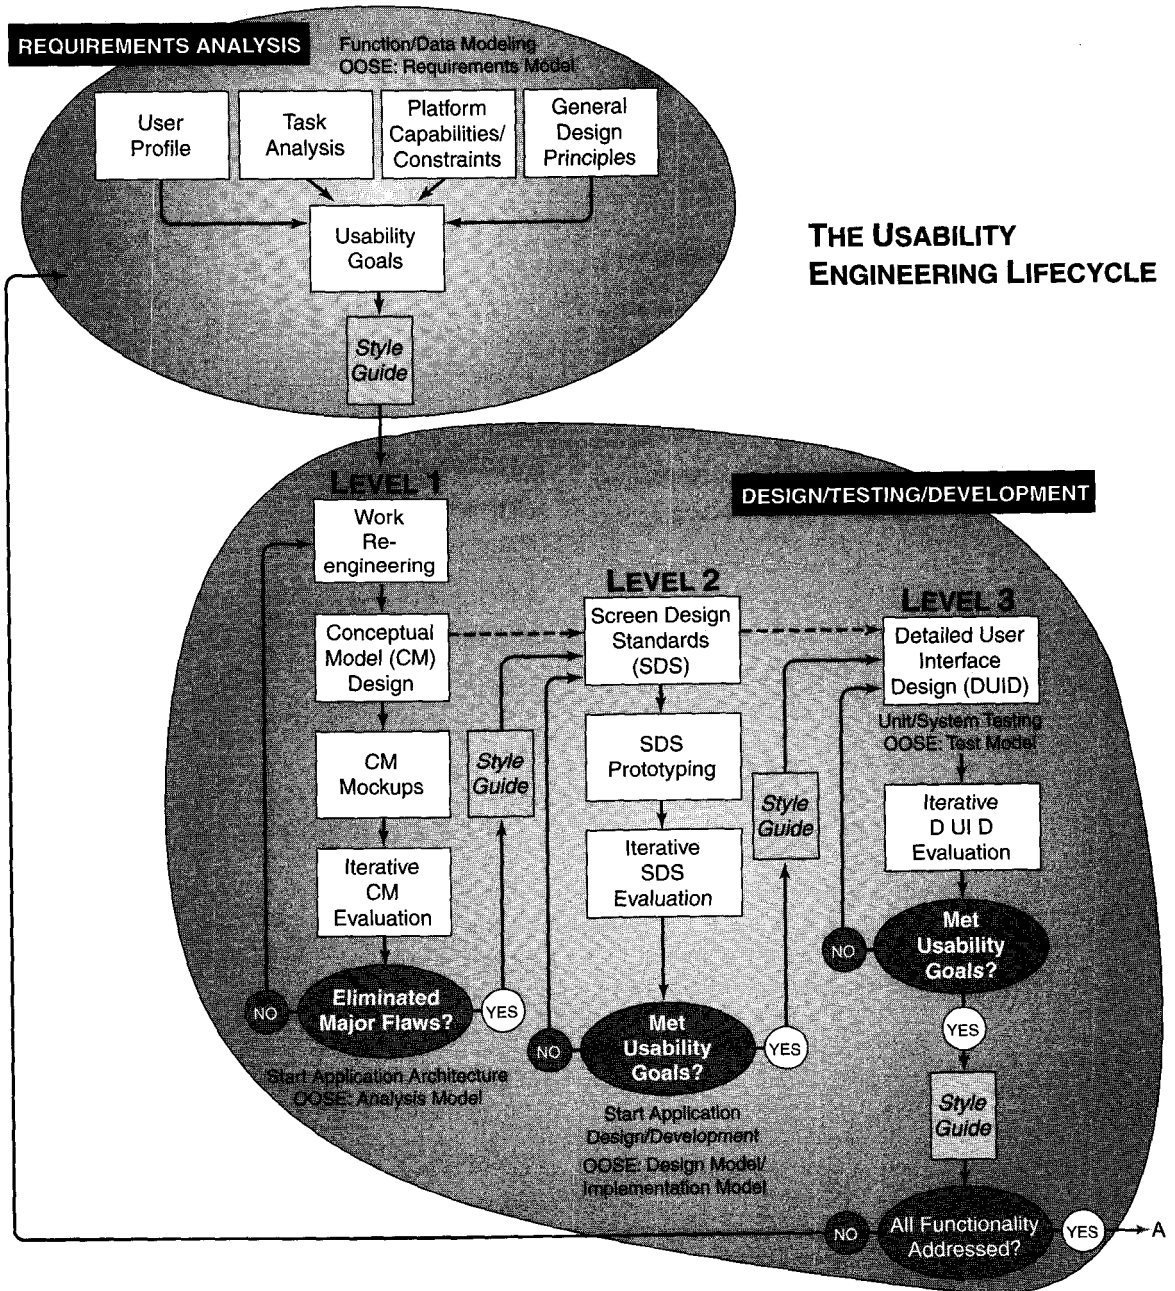 REQUIREMENTS ANALYSIS
Function/Data Modeling
OOSE: Requirements Model
User
Profile
Task
Analysis
Platform
Capabilities/
Constraints
General
Design
Principles
Usability
Goals
Style
Guide
THE USABILITY
ENGINEERING LIFECYCLE
DESIGN/TESTING/DEVELOPMENT
LEVEL 1
Work
Re-
engineering
Conceptual
Model (CM)
Design
CM
Mockups
Iterative
CM
Evaluation
Eliminated
Major Flaws?
NO
YES
Start Application Architecture
OOSE: Analysis Model
Style
Guide
LEVEL 2
Screen Design
Standards
(SDS)
SDS
Prototyping
Iterative
SDS
Evaluation
Met
Usability
Goals?
NO
YES
Start Application
Design/Development
OOSE: Design Model/
Implementation Model
Style
Guide
LEVEL 3
Detailed User
Interface
Design (DUID)
Unit/System Testing
OOSE: Test Model
Iterative
D UI D
Evaluation
Met
Usability
Goals?
NO
YES
Style
Guide
All Functionality
Addressed?
NO
YES
A